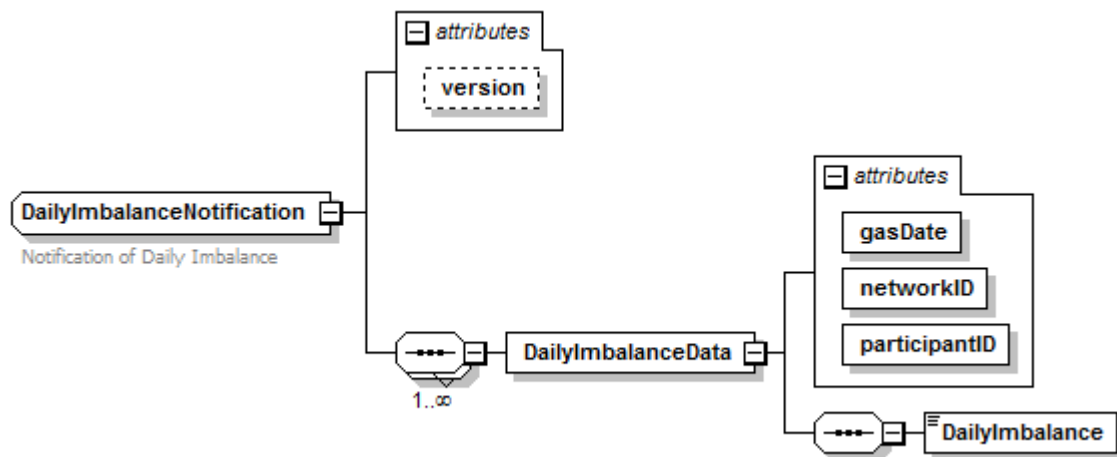 attributes
version
DailyImbalanceNotification
Notification of Daily Imbalance
attributes
gasDate
networkID
participantID
DailyImbalanceData
1..∞
DailyImbalance